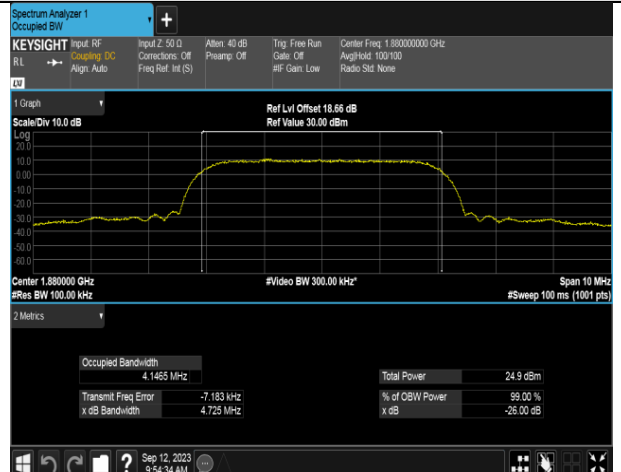 Spectrum Analyzer 1
Occupied BW
+
KEYSIGHT Input: RF Input Z: 50 Ω Atten: 40 dB Trig: Free Run Center Freq: 1.880000000 GHz
RL Coupling: DC Corrections: Off Preamp: Off Gate: Off Avg|Hold: 100/100
Align: Auto Freq Ref: Int (S) #IF Gain: Low Radio Std: None
LXI
1 Graph
Ref Lvl Offset 18.66 dB
Scale/Div 10.0 dB Ref Value 30.00 dBm
Log
20.0
10.0
0.00
-10.0
-20.0
-30.0
-40.0
-50.0
-60.0
Center 1.880000 GHz #Video BW 300.00 kHz* Span 10 MHz
#Res BW 100.00 kHz #Sweep 100 ms (1001 pts)
2 Metrics
Occupied Bandwidth
4.1465 MHz Total Power 24.9 dBm
Transmit Freq Error -7.183 kHz % of OBW Power 99.00 %
x dB Bandwidth 4.725 MHz x dB -26.00 dB
? Sep 12, 2023
9:54:34 AM